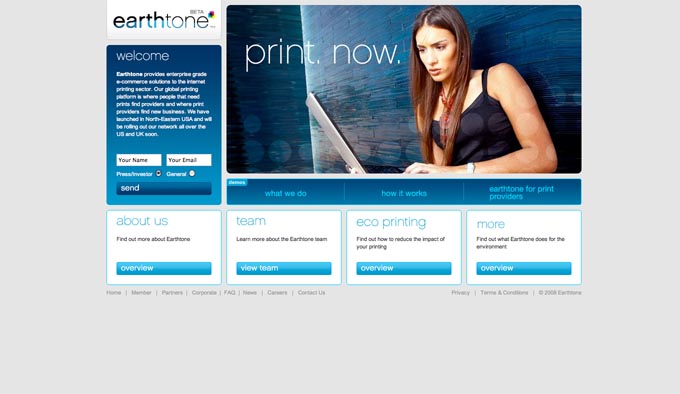 BETA
earthtone
print. now.
welcome
Earthtone provides enterprise grade
e-commerce solutions to the internet
printing sector. Our global printing
platform is where people that need
prints find providers and where print
providers find new business. We have
launched in North-Eastern USA and will
be rolling out our network all over the
US and UK soon.
Your Name
Your Email
Press/Investor
General
send
demos
what we do
how it works
earthtone for print
providers
about us
Find out more about Earthtone
overview
team
Learn more about the Earthtone team
view team
eco printing
Find out how to reduce the impact of
your printing
overview
more
Find out what Earthtone does for the
environment
overview
Home | Member | Partners | Corporate | FAQ | News | Careers | Contact Us
Privacy | Terms & Conditions | © 2008 Earthtone